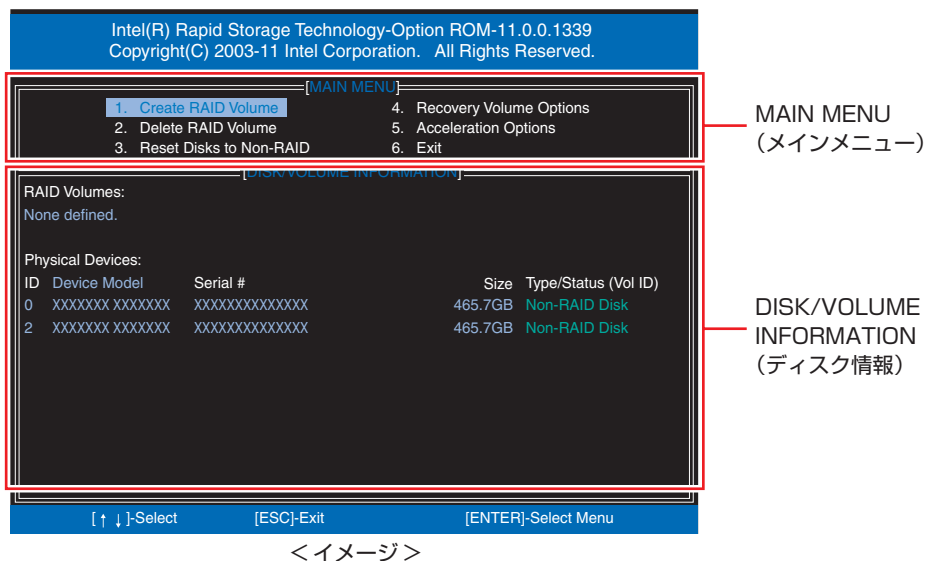 Intel(R) Rapid Storage Technology-Option ROM-11.0.0.1339
Copyright(C) 2003-11 Intel Corporation. All Rights Reserved.
[MAIN MENU]
1. Create RAID Volume
2. Delete RAID Volume
3. Reset Disks to Non-RAID
4. Recovery Volume Options
5. Acceleration Options
6. Exit
MAIN MENU
（メインメニュー）
[DISK/VOLUME INFORMATION]
RAID Volumes:
None defined.
Physical Devices:
ID Device Model Serial # Size Type/Status (Vol ID)
0 XXXXXXX XXXXXXX XXXXXXXXXXXXXX 465.7GB Non-RAID Disk
2 XXXXXXX XXXXXXX XXXXXXXXXXXXXX 465.7GB Non-RAID Disk
DISK/VOLUME
INFORMATION
（ディスク情報）
[↑↓]-Select [ESC]-Exit [ENTER]-Select Menu
＜イメージ＞